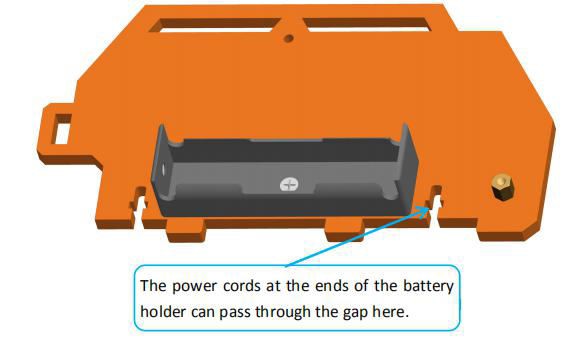 The power cords at the ends of the battery
holder can pass through the gap here.